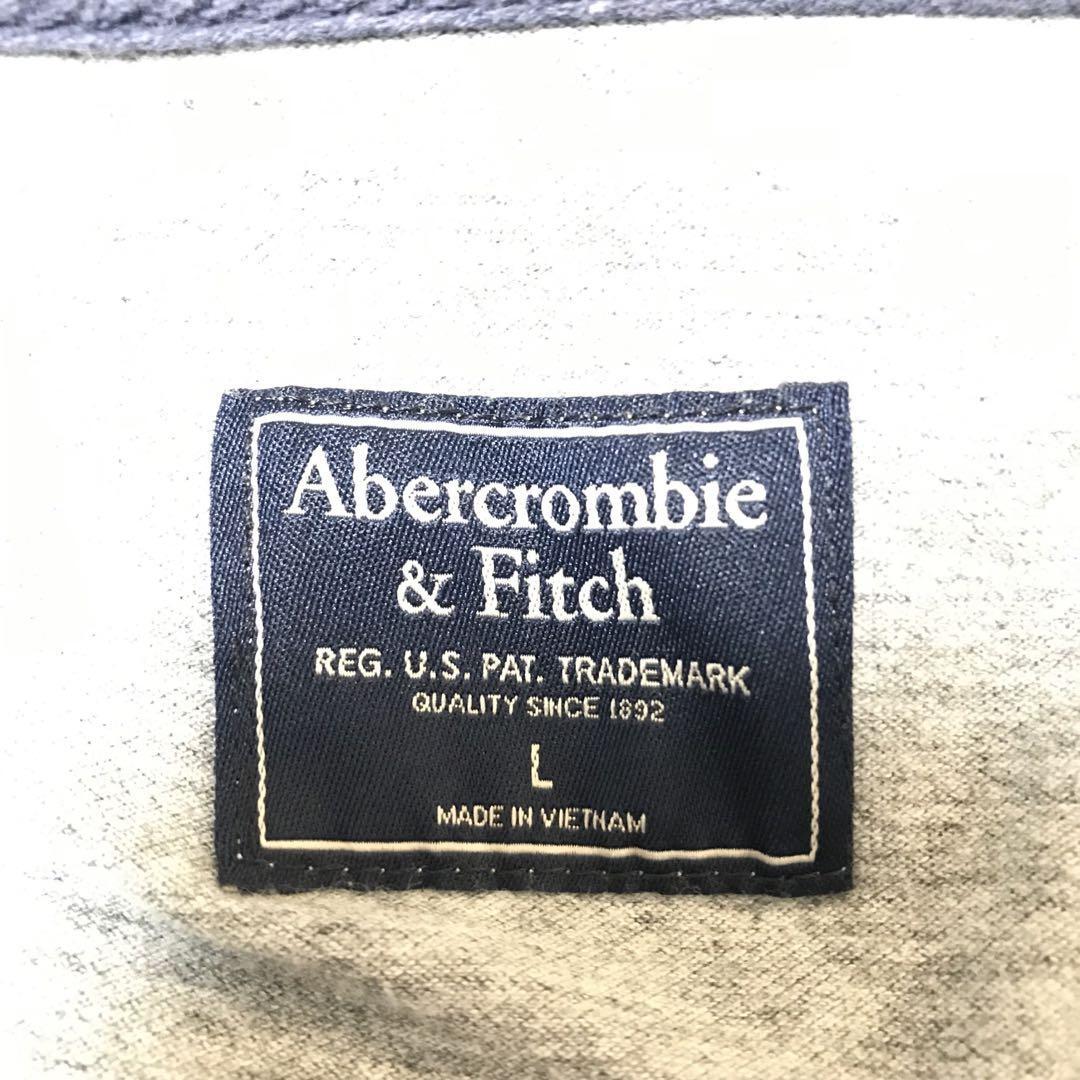 Abercrombie
& Fitch
REG. U.S. PAT. TRADEMARK
QUALITY SINCE 1892
L
MADE IN VIETNAM